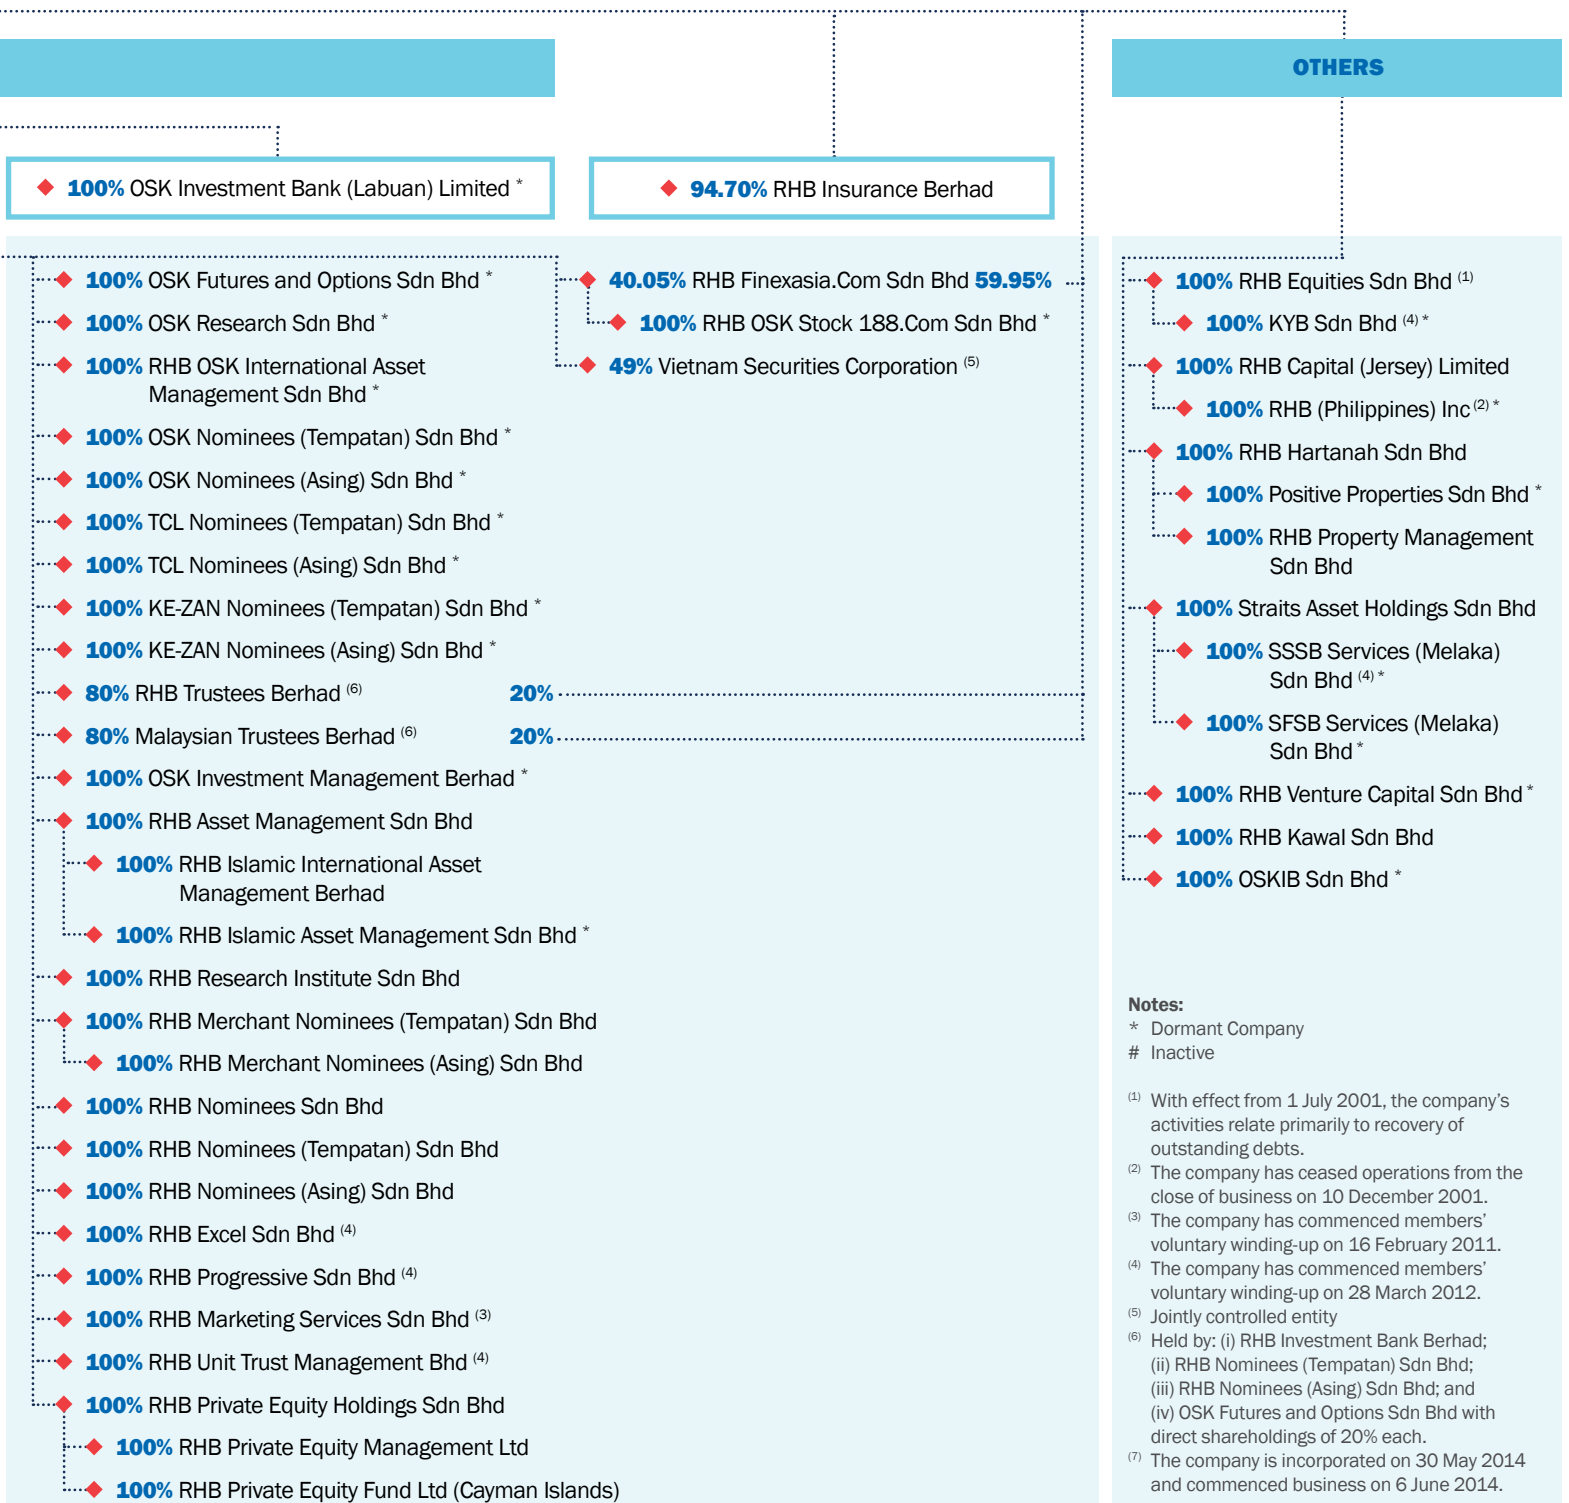 OTHERS
100% OSK Investment Bank (Labuan) Limited *
94.70% RHB Insurance Berhad
100% OSK Futures and Options Sdn Bhd *
100% OSK Research Sdn Bhd *
100% RHB OSK International Asset
Management Sdn Bhd *
100% OSK Nominees (Tempatan) Sdn Bhd *
100% OSK Nominees (Asing) Sdn Bhd *
100% TCL Nominees (Tempatan) Sdn Bhd *
100% TCL Nominees (Asing) Sdn Bhd *
100% KE-ZAN Nominees (Tempatan) Sdn Bhd *
100% KE-ZAN Nominees (Asing) Sdn Bhd *
80% RHB Trustees Berhad (6) 20%
80% Malaysian Trustees Berhad (6) 20%
100% OSK Investment Management Berhad *
100% RHB Asset Management Sdn Bhd
100% RHB Islamic International Asset
Management Berhad
100% RHB Islamic Asset Management Sdn Bhd *
100% RHB Research Institute Sdn Bhd
100% RHB Merchant Nominees (Tempatan) Sdn Bhd
100% RHB Merchant Nominees (Asing) Sdn Bhd
100% RHB Nominees Sdn Bhd
100% RHB Nominees (Tempatan) Sdn Bhd
100% RHB Nominees (Asing) Sdn Bhd
100% RHB Excel Sdn Bhd (4)
100% RHB Progressive Sdn Bhd (4)
100% RHB Marketing Services Sdn Bhd (3)
100% RHB Unit Trust Management Bhd (4)
100% RHB Private Equity Holdings Sdn Bhd
100% RHB Private Equity Management Ltd
100% RHB Private Equity Fund Ltd (Cayman Islands)
40.05% RHB Finexasia.Com Sdn Bhd 59.95%
100% RHB OSK Stock 188.Com Sdn Bhd *
49% Vietnam Securities Corporation (5)
100% RHB Equities Sdn Bhd (1)
100% KYB Sdn Bhd (4) *
100% RHB Capital (Jersey) Limited
100% RHB (Philippines) Inc (2) *
100% RHB Hartanah Sdn Bhd
100% Positive Properties Sdn Bhd *
100% RHB Property Management
Sdn Bhd
100% Straits Asset Holdings Sdn Bhd
100% SSSB Services (Melaka)
Sdn Bhd (4) *
100% SFSB Services (Melaka)
Sdn Bhd *
100% RHB Venture Capital Sdn Bhd *
100% RHB Kawal Sdn Bhd
100% OSKIB Sdn Bhd *
Notes:
* Dormant Company
# Inactive
(1) With effect from 1 July 2001, the company's
activities relate primarily to recovery of
outstanding debts.
(2) The company has ceased operations from the
close of business on 10 December 2001.
(3) The company has commenced members'
voluntary winding-up on 16 February 2011.
(4) The company has commenced members'
voluntary winding-up on 28 March 2012.
(5) Jointly controlled entity
(6) Held by: (i) RHB Investment Bank Berhad;
(ii) RHB Nominees (Tempatan) Sdn Bhd;
(iii) RHB Nominees (Asing) Sdn Bhd; and
(iv) OSK Futures and Options Sdn Bhd with
direct shareholdings of 20% each.
(7) The company is incorporated on 30 May 2014
and commenced business on 6 June 2014.